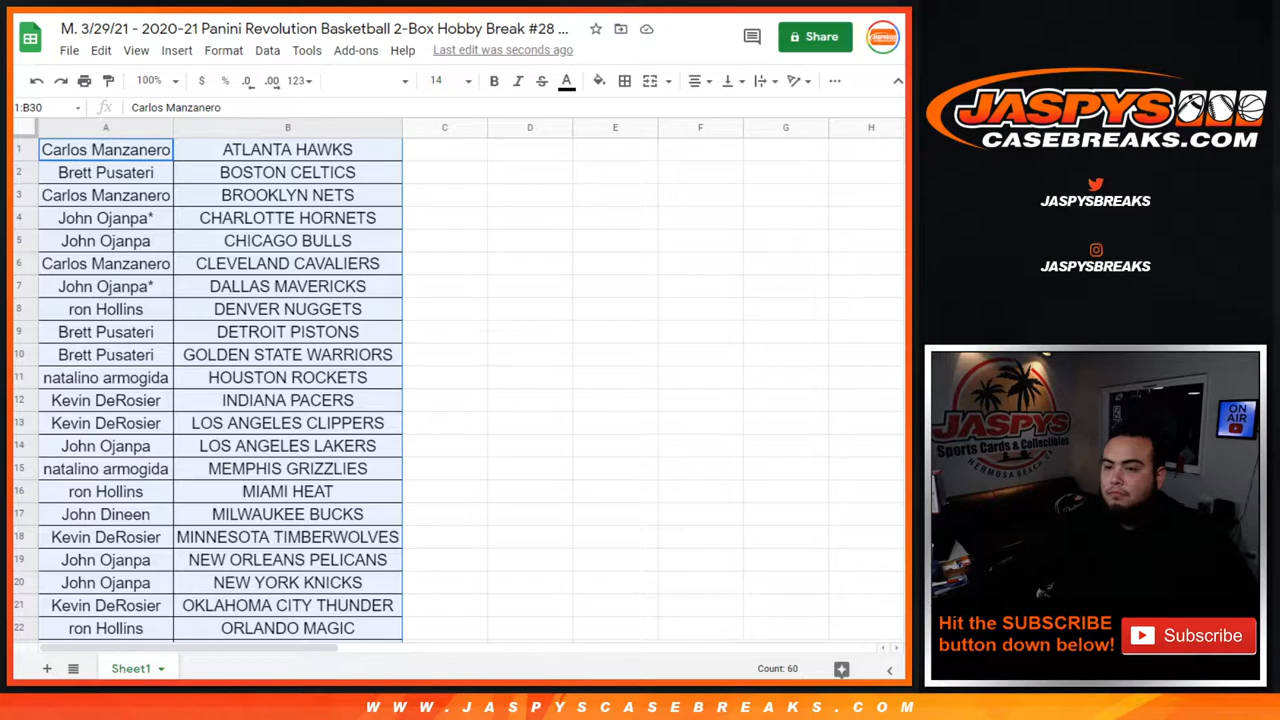 M. 3/29/21 - 2020-21 Panini Revolution Basketball 2-Box Hobby Break #28 ...
Share
File Edit View Insert Format Data Tools Add-ons Help Last edit was seconds ago
100% $ % .0 .00 123 14 B I S A
1:B30 fx Carlos Manzanero
A B C D E F G H
1 Carlos Manzanero ATLANTA HAWKS
2 Brett Pusateri BOSTON CELTICS
3 Carlos Manzanero BROOKLYN NETS
4 John Ojanpa* CHARLOTTE HORNETS
5 John Ojanpa CHICAGO BULLS
6 Carlos Manzanero CLEVELAND CAVALIERS
7 John Ojanpa* DALLAS MAVERICKS
8 ron Hollins DENVER NUGGETS
9 Brett Pusateri DETROIT PISTONS
10 Brett Pusateri GOLDEN STATE WARRIORS
11 natalino armogida HOUSTON ROCKETS
12 Kevin DeRosier INDIANA PACERS
13 Kevin DeRosier LOS ANGELES CLIPPERS
14 John Ojanpa LOS ANGELES LAKERS
15 natalino armogida MEMPHIS GRIZZLIES
16 ron Hollins MIAMI HEAT
17 John Dineen MILWAUKEE BUCKS
18 Kevin DeRosier MINNESOTA TIMBERWOLVES
19 John Ojanpa NEW ORLEANS PELICANS
20 John Ojanpa NEW YORK KNICKS
21 Kevin DeRosier OKLAHOMA CITY THUNDER
22 ron Hollins ORLANDO MAGIC
Sheet1 Count: 60
JASPYS
CASEBREAKS.COM
JASPYSBREAKS
JASPYSBREAKS
JASPYS
Sports Cards & Collectibles
HERMOSA BEACH
ON
AIR
Hit the SUBSCRIBE
button down below!
Subscribe
WWW.JASPYSCASEBREAKS.COM